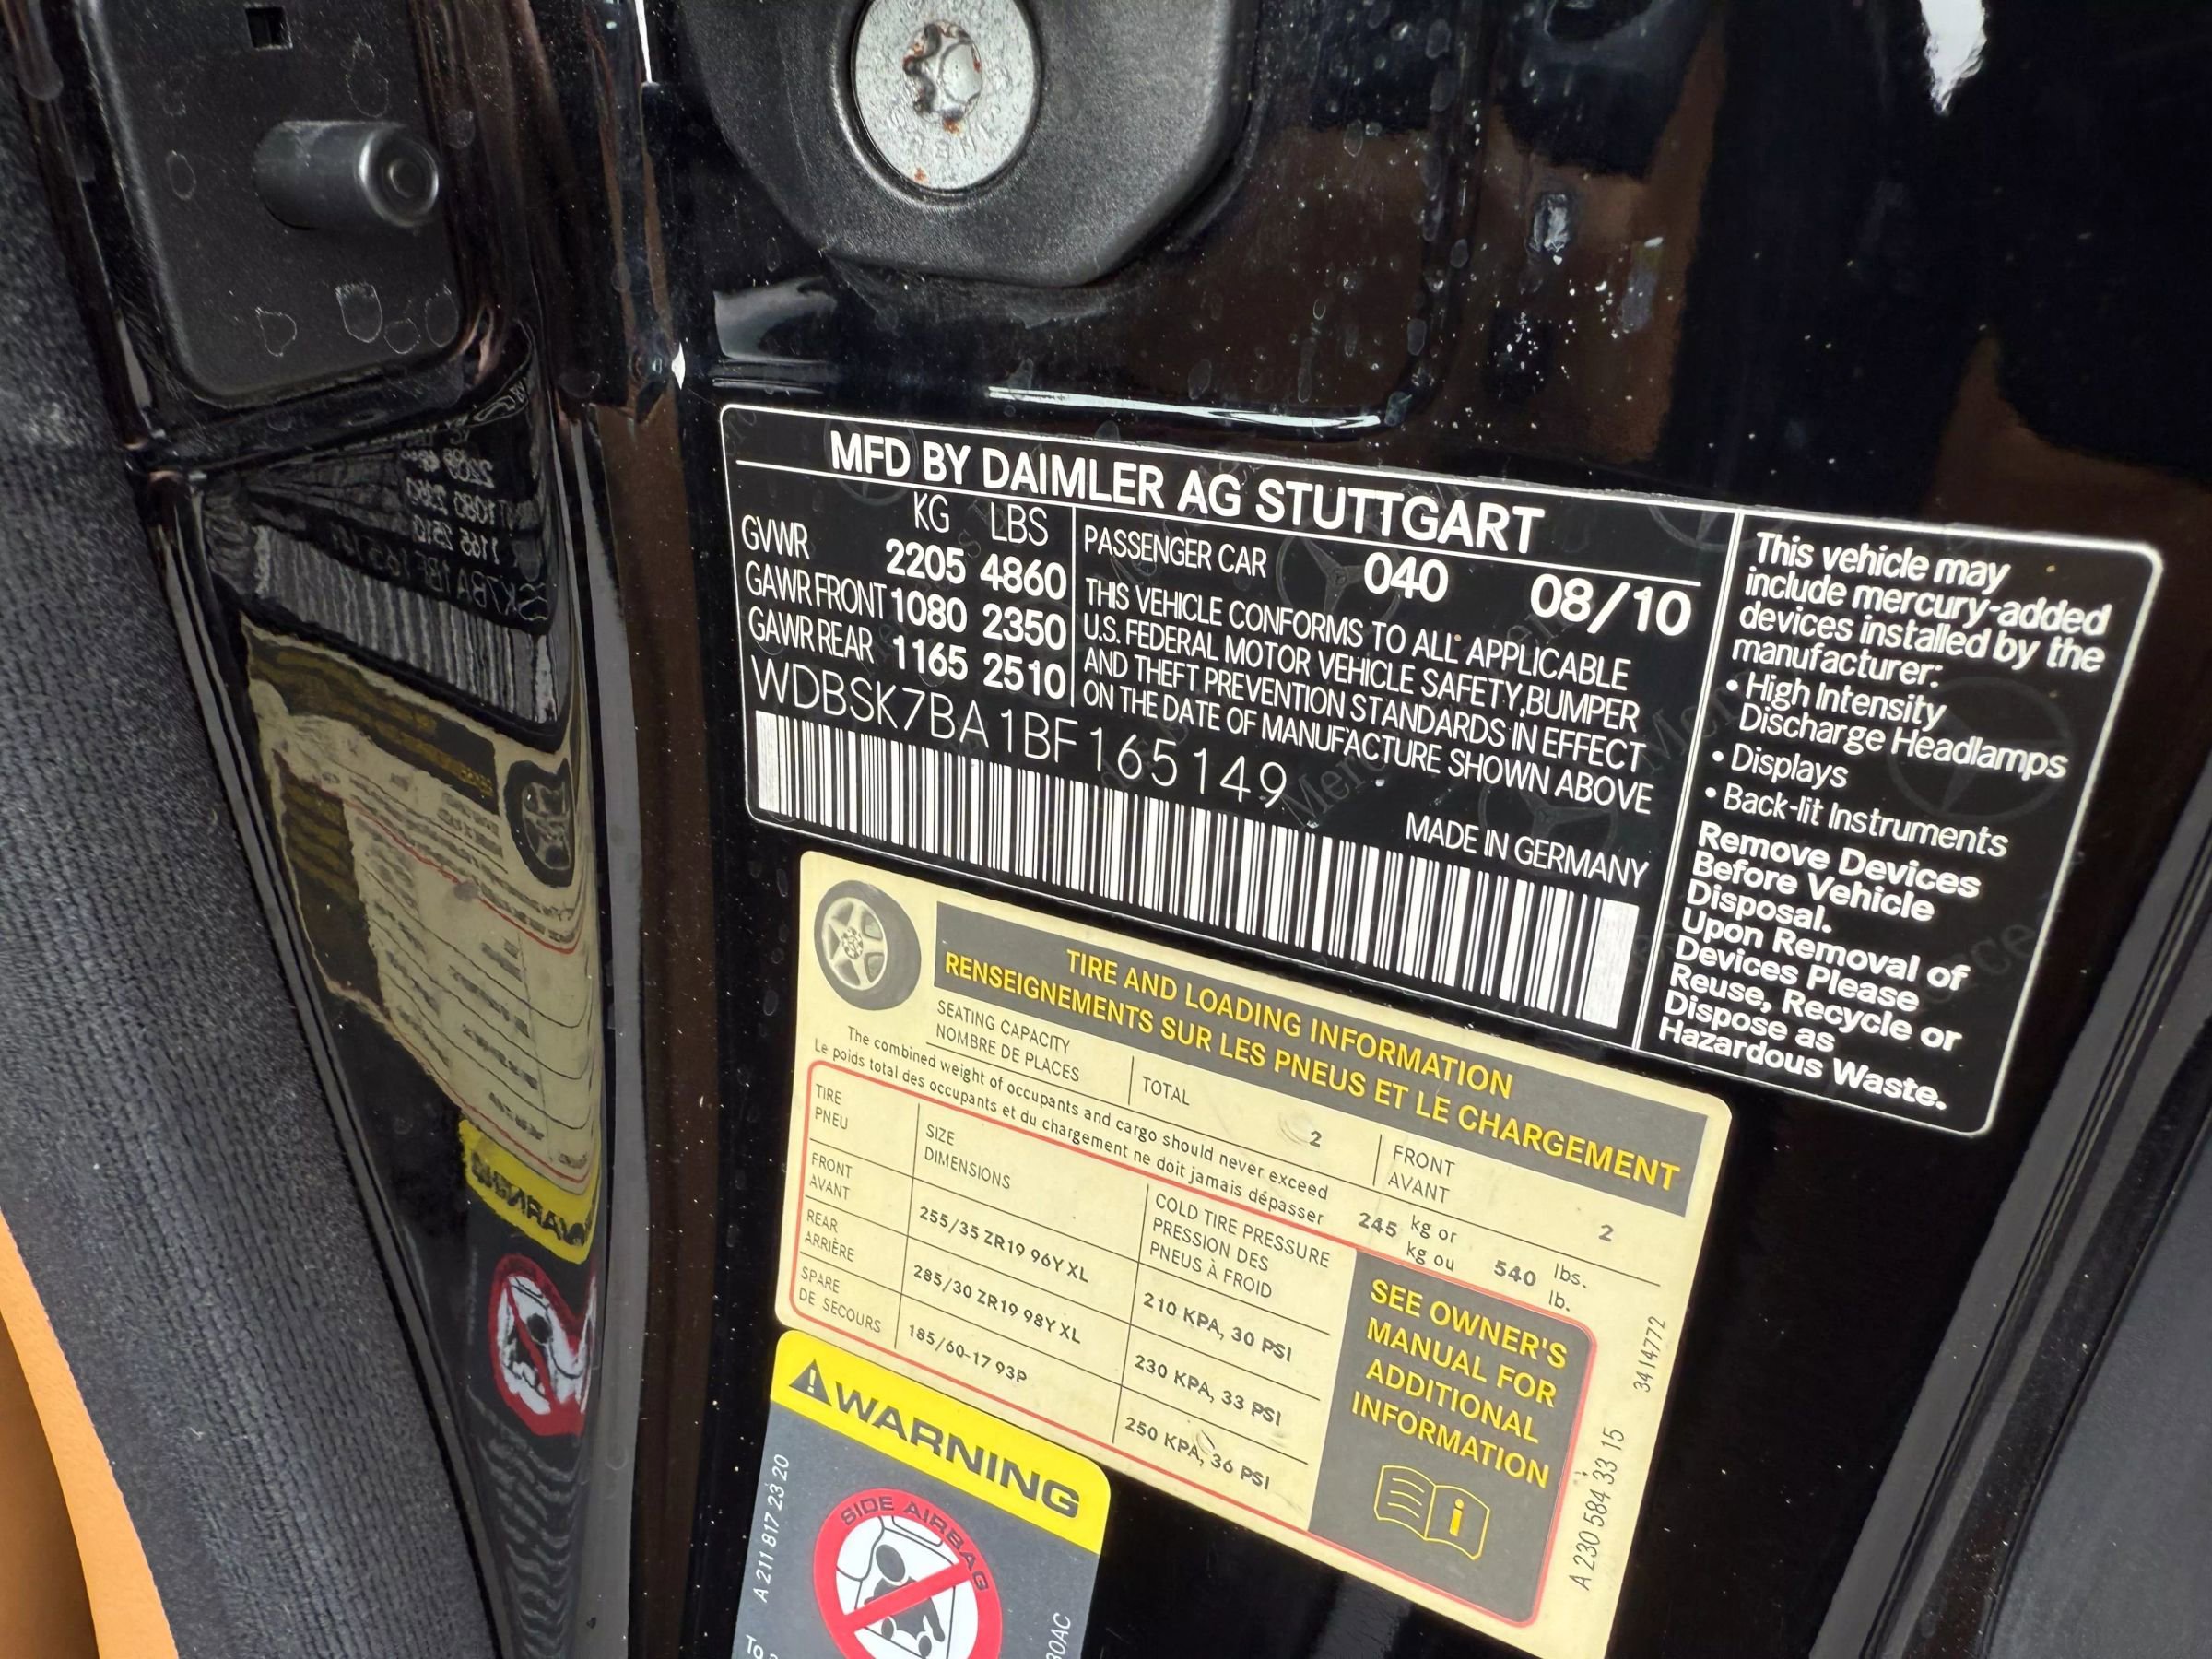 MFD BY DAIMLER AG STUTTGART
KG LBS
GVWR 2205 4860
GAWR FRONT 1080 2350
GAWR REAR 1165 2510
PASSENGER CAR 040 08/10
THIS VEHICLE CONFORMS TO ALL APPLICABLE
U.S. FEDERAL MOTOR VEHICLE SAFETY,BUMPER
AND THEFT PREVENTION STANDARDS IN EFFECT
ON THE DATE OF MANUFACTURE SHOWN ABOVE
WDBSK7BA1BF165149
MADE IN GERMANY
This vehicle may
include mercury-added
devices installed by the
manufacturer:
• High Intensity
Discharge Headlamps
• Displays
• Back-lit Instruments
Remove Devices
Before Vehicle
Disposal.
Upon Removal of
Devices Please
Reuse, Recycle or
Dispose as
Hazardous Waste.
TIRE AND LOADING INFORMATION
RENSEIGNEMENTS SUR LES PNEUS ET LE CHARGEMENT
SEATING CAPACITY
NOMBRE DE PLACES
TOTAL 2
FRONT
AVANT
2
The combined weight of occupants and cargo should never exceed
Le poids total des occupants et du chargement ne doit jamais dépasser
245 kg or
kg ou
540 lbs.
lb.
TIRE
PNEU
SIZE
DIMENSIONS
COLD TIRE PRESSURE
PRESSION DES
PNEUS À FROID
FRONT
AVANT
255/35 ZR19 96Y XL
210 KPA, 30 PSI
REAR
ARRIÈRE
285/30 ZR19 98Y XL
230 KPA, 33 PSI
SPARE
DE SECOURS
185/60-17 93P
250 KPA, 36 PSI
SEE OWNER'S
MANUAL FOR
ADDITIONAL
INFORMATION
3414772
A 230 584 33 15
WARNING
A 211 817 23 20
SIDE AIRBAG
To